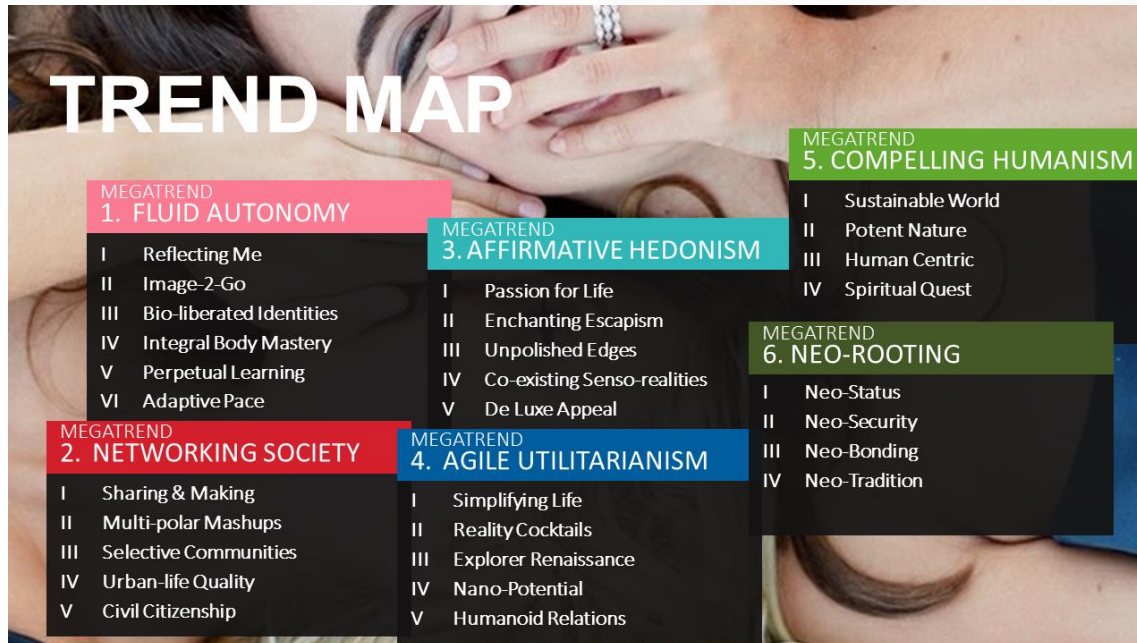 TREND MAP
MEGATREND
1. FLUID AUTONOMY
I Reflecting Me
II Image-2-Go
III Bio-liberated Identities
IV Integral Body Mastery
V Perpetual Learning
VI Adaptive Pace
MEGATREND
2. NETWORKING SOCIETY
I Sharing & Making
II Multi-polar Mashups
III Selective Communities
IV Urban-life Quality
V Civil Citizenship
MEGATREND
3. AFFIRMATIVE HEDONISM
I Passion for Life
II Enchanting Escapism
III Unpolished Edges
IV Co-existing Senso-realities
V De Luxe Appeal
MEGATREND
4. AGILE UTILITARIANISM
I Simplifying Life
II Reality Cocktails
III Explorer Renaissance
IV Nano-Potential
V Humanoid Relations
MEGATREND
5. COMPELLING HUMANISM
I Sustainable World
II Potent Nature
III Human Centric
IV Spiritual Quest
MEGATREND
6. NEO-ROOTING
I Neo-Status
II Neo-Security
III Neo-Bonding
IV Neo-Tradition